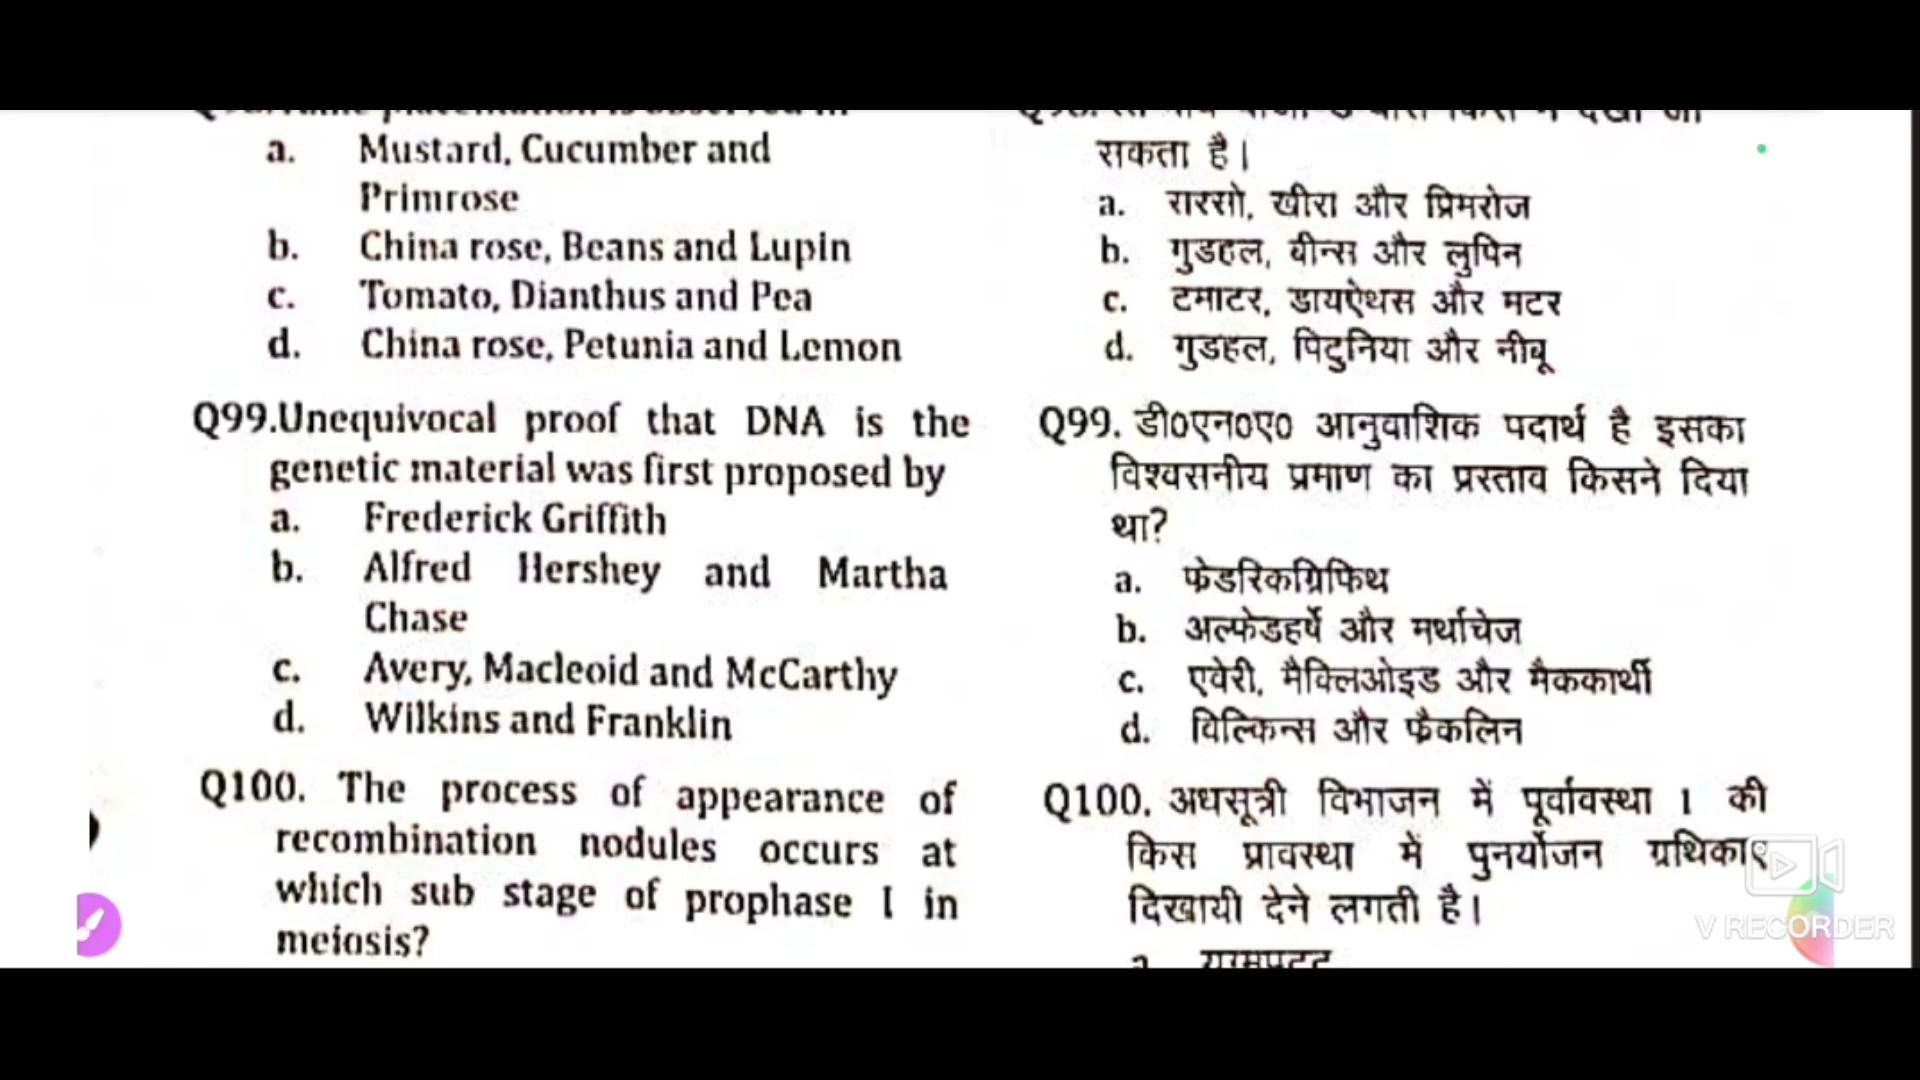 a. Mustard, Cucumber and
Primrose
b. China rose, Beans and Lupin
c. Tomato, Dianthus and Pea
d. China rose, Petunia and Lemon
Q99.Unequivocal proof that DNA is the
genetic material was first proposed by
a. Frederick Griffith
b. Alfred Hershey and Martha
Chase
c. Avery, Macleoid and McCarthy
d. Wilkins and Franklin
Q100. The process of appearance of
recombination nodules occurs at
which sub stage of prophase I in
meiosis?
सकता है।
a. सरसो, खीरा और प्रिमरोज
b. गुडहल, बीन्स और लुपिन
c. टमाटर, डायऐथस और मटर
d. गुडहल, पिटुनिया और नीबू
Q99. डी0एन0ए0 आनुवाशिक पदार्थ है इसका
विश्वसनीय प्रमाण का प्रस्ताव किसने दिया
था?
a. फेडरिकग्रिफिथ
b. अल्फेडहर्षे और मर्थाचेज
c. एवेरी, मैक्लिओइड और मैककार्थी
d. विल्किन्स और फ्रैकलिन
Q100. अधसूत्री विभाजन में पूर्वावस्था I की
किस प्रावस्था में पुनर्योजन ग्रथिकाए
दिखायी देने लगती है।
V RECORDER